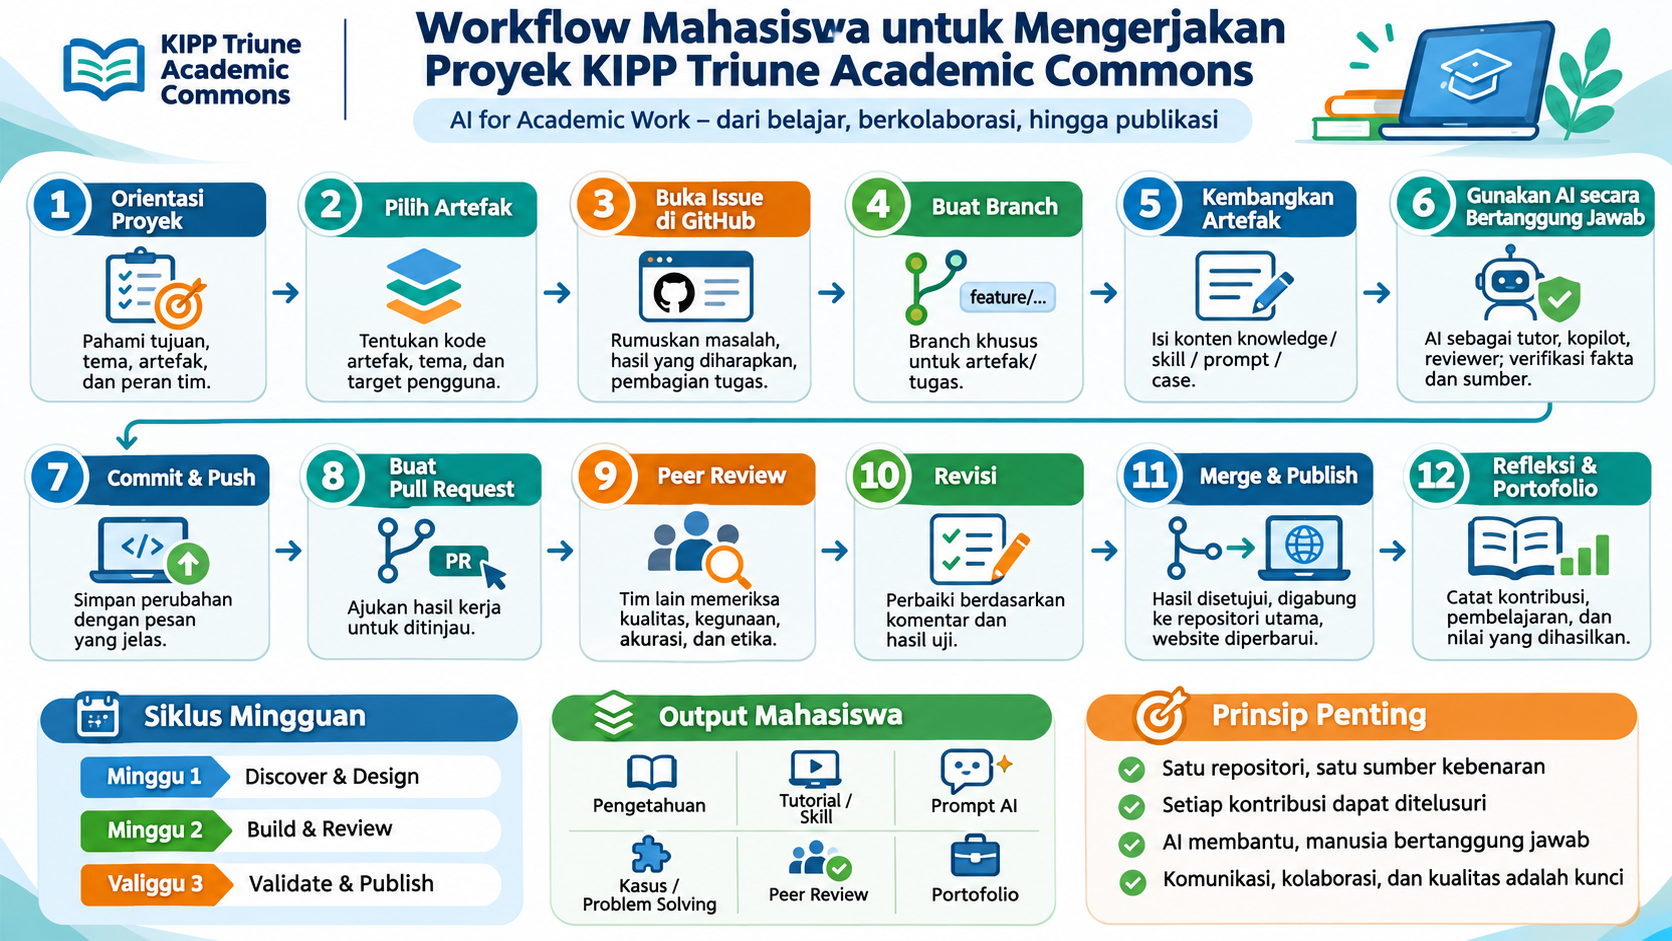 KIPP Triune
Academic
Commons
Workflow Mahasiswa untuk Mengerjakan
Proyek KIPP Triune Academic Commons
AI for Academic Work – dari belajar, berkolaborasi, hingga publikasi
1
Orientasi
Proyek
Pahami tujuan,
tema, artefak,
dan peran tim.
2
Pilih Artefak
Tentukan kode
artefak, tema, dan
target pengguna.
3
Buka Issue
di GitHub
Rumuskan masalah,
hasil yang diharapkan,
pembagian tugas.
4
Buat Branch
feature/...
Branch khusus
untuk artefak/
tugas.
5
Kembangkan
Artefak
Isi konten knowledge/
skill / prompt /
case.
6
Gunakan AI secara
Bertanggung Jawab
AI sebagai tutor, kopilot,
reviewer; verifikasi fakta
dan sumber.
7
Commit & Push
</>
Simpan perubahan
dengan pesan
yang jelas.
8
Buat
Pull Request
PR
Ajukan hasil kerja
untuk ditinjau.
9
Peer Review
Tim lain memeriksa
kualitas, kegunaan,
akurasi, dan etika.
10
Revisi
Perbaiki berdasarkan
komentar dan
hasil uji.
11
Merge & Publish
Hasil disetujui, digabung
ke repositori utama,
website diperbarui.
12
Refleksi &
Portofolio
Catat kontribusi,
pembelajaran, dan
nilai yang dihasilkan.
Siklus Mingguan
Minggu 1 Discover & Design
Minggu 2 Build & Review
Valiggu 3 Validate & Publish
Output Mahasiswa
Pengetahuan
Tutorial /
Skill
Prompt AI
Kasus /
Problem Solving
Peer Review
Portofolio
Prinsip Penting
Satu repositori, satu sumber kebenaran
Setiap kontribusi dapat ditelusuri
AI membantu, manusia bertanggung jawab
Komunikasi, kolaborasi, dan kualitas adalah kunci